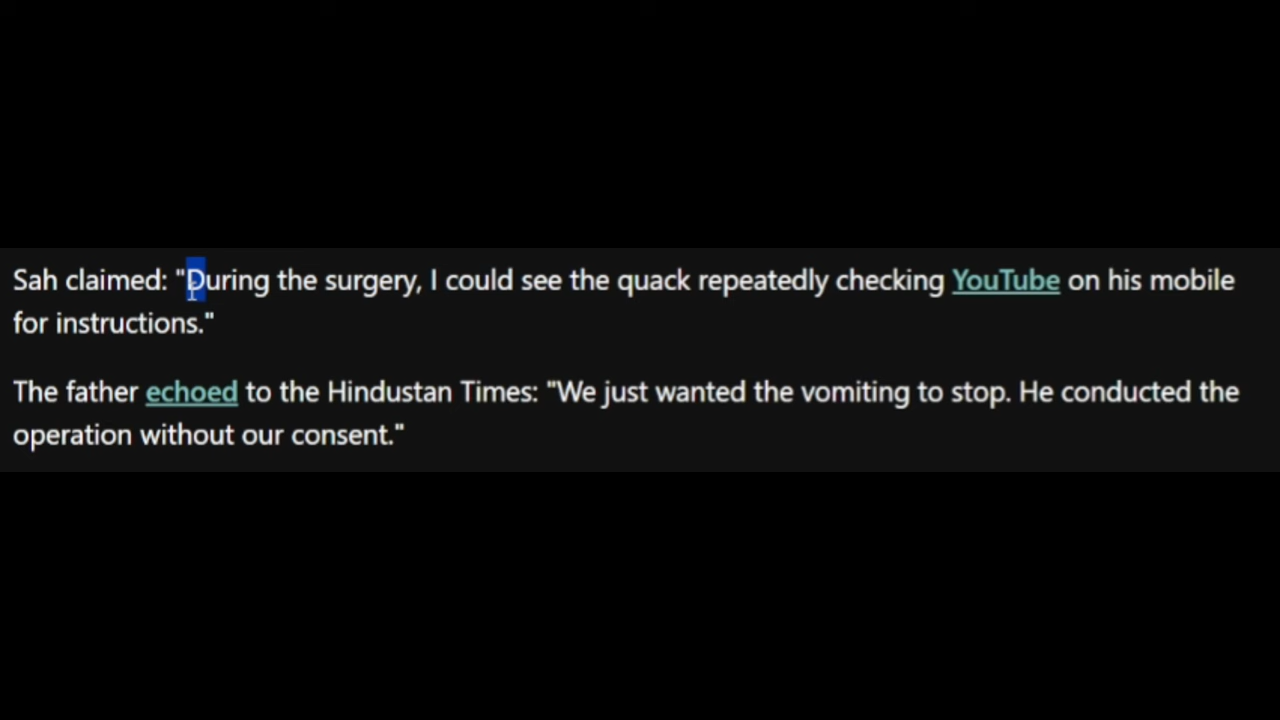 Sah claimed: "During the surgery, I could see the quack repeatedly checking YouTube on his mobile
for instructions."
The father echoed to the Hindustan Times: "We just wanted the vomiting to stop. He conducted the
operation without our consent."